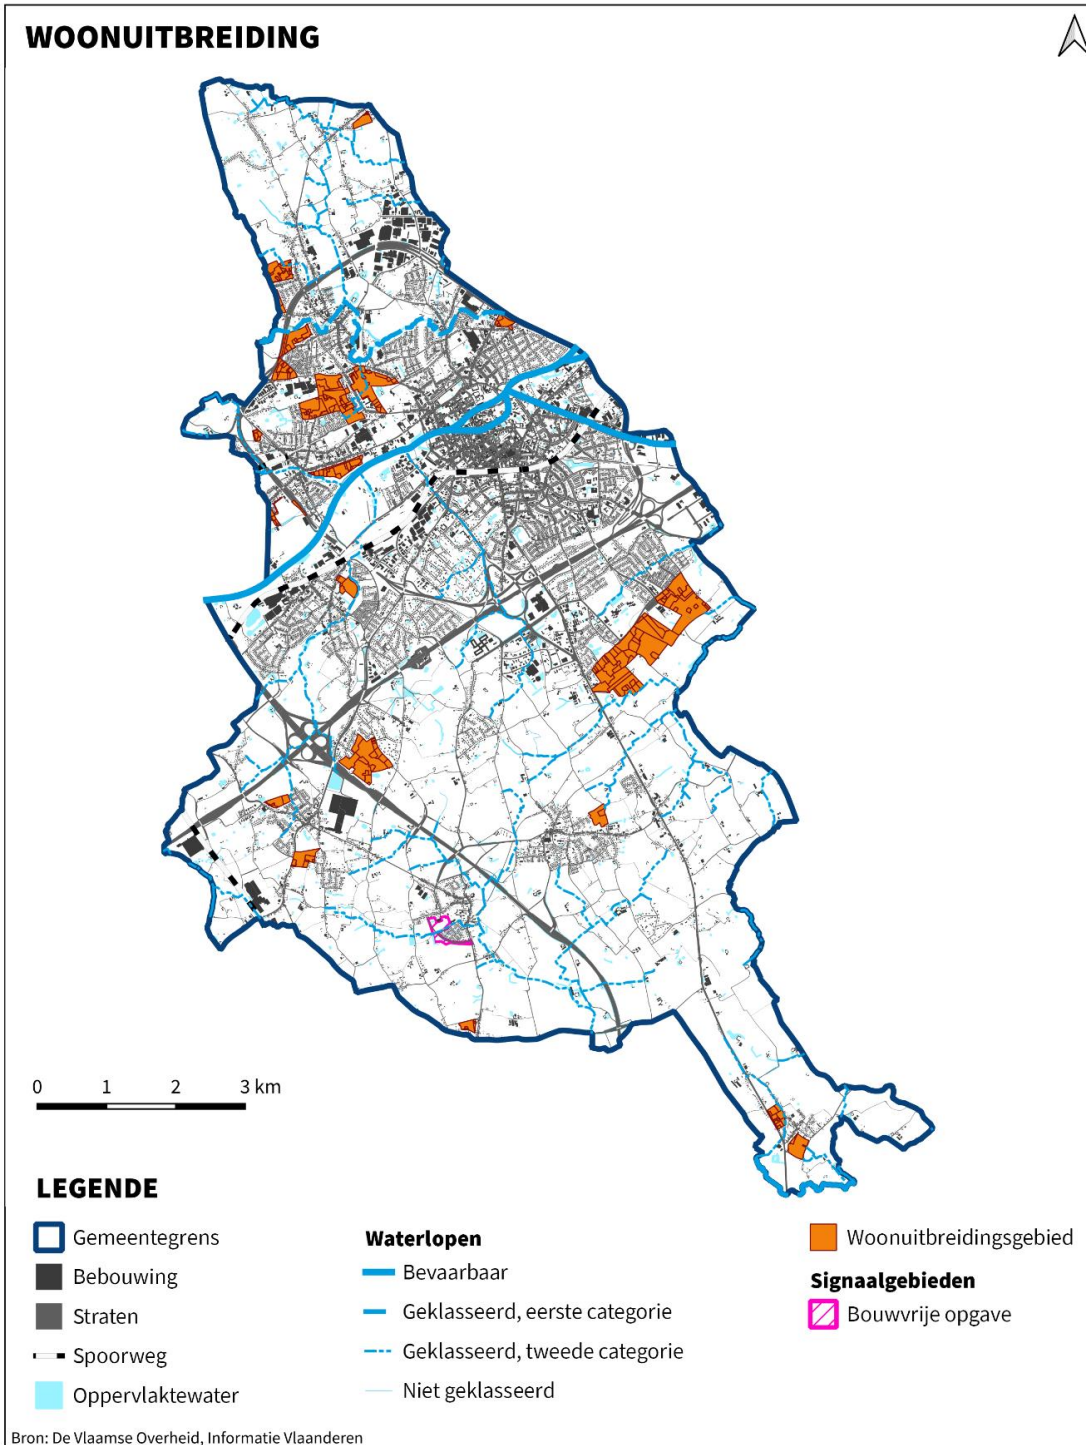 WOONUITBREIDING
0 1 2 3 km
LEGENDE
Gemeentegrens
Bebouwing
Straten
Spoorweg
Oppervlaktewater
Waterlopen
Bevaarbaar
Geklasseerd, eerste categorie
Geklasseerd, tweede categorie
Niet geklasseerd
Woonuitbreidingsgebied
Signaalgebieden
Bouwvrije opgave
Bron: De Vlaamse Overheid, Informatie Vlaanderen